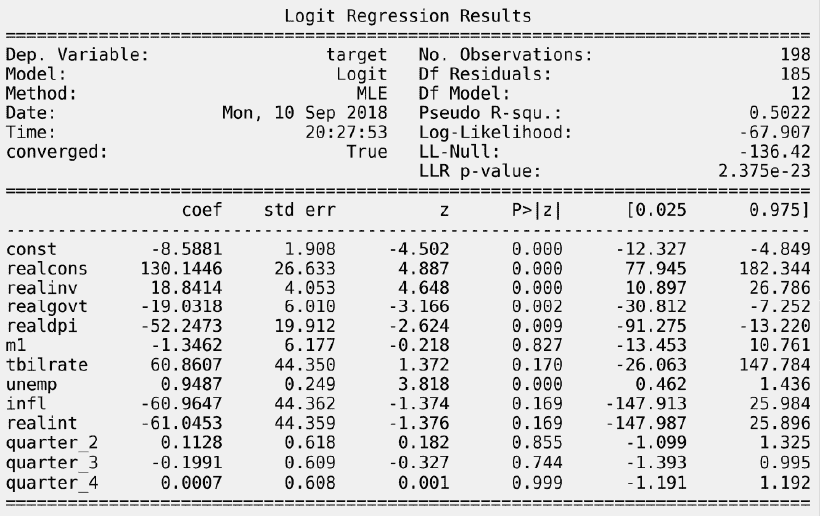 Logit Regression Results
==============================================================================
Dep. Variable: target No. Observations: 198
Model: Logit Df Residuals: 185
Method: MLE Df Model: 12
Date: Mon, 10 Sep 2018 Pseudo R-squ.: 0.5022
Time: 20:27:53 Log-Likelihood: -67.907
converged: True LL-Null: -136.42
LLR p-value: 2.375e-23
==============================================================================
coef std err z P>|z| [0.025 0.975]
------------------------------------------------------------------------------
const -8.5881 1.908 -4.502 0.000 -12.327 -4.849
realcons 130.1446 26.633 4.887 0.000 77.945 182.344
realinv 18.8414 4.053 4.648 0.000 10.897 26.786
realgovt -19.0318 6.010 -3.166 0.002 -30.812 -7.252
realdpi -52.2473 19.912 -2.624 0.009 -91.275 -13.220
m1 -1.3462 6.177 -0.218 0.827 -13.453 10.761
tbilrate 60.8607 44.350 1.372 0.170 -26.063 147.784
unemp 0.9487 0.249 3.818 0.000 0.462 1.436
infl -60.9647 44.362 -1.374 0.169 -147.913 25.984
realint -61.0453 44.359 -1.376 0.169 -147.987 25.896
quarter_2 0.1128 0.618 0.182 0.855 -1.099 1.325
quarter_3 -0.1991 0.609 -0.327 0.744 -1.393 0.995
quarter_4 0.0007 0.608 0.001 0.999 -1.191 1.192
==============================================================================